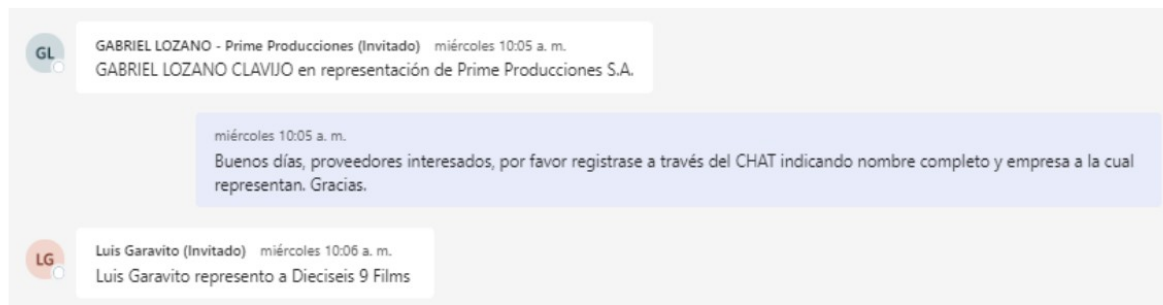 GL
GABRIEL LOZANO - Prime Producciones (Invitado) miércoles 10:05 a. m.
GABRIEL LOZANO CLAVIJO en representación de Prime Producciones S.A.
miércoles 10:05 a. m.
Buenos días, proveedores interesados, por favor registrase a través del CHAT indicando nombre completo y empresa a la cual
representan. Gracias.
LG
Luis Garavito (Invitado) miércoles 10:06 a. m.
Luis Garavito represento a Dieciseis 9 Films